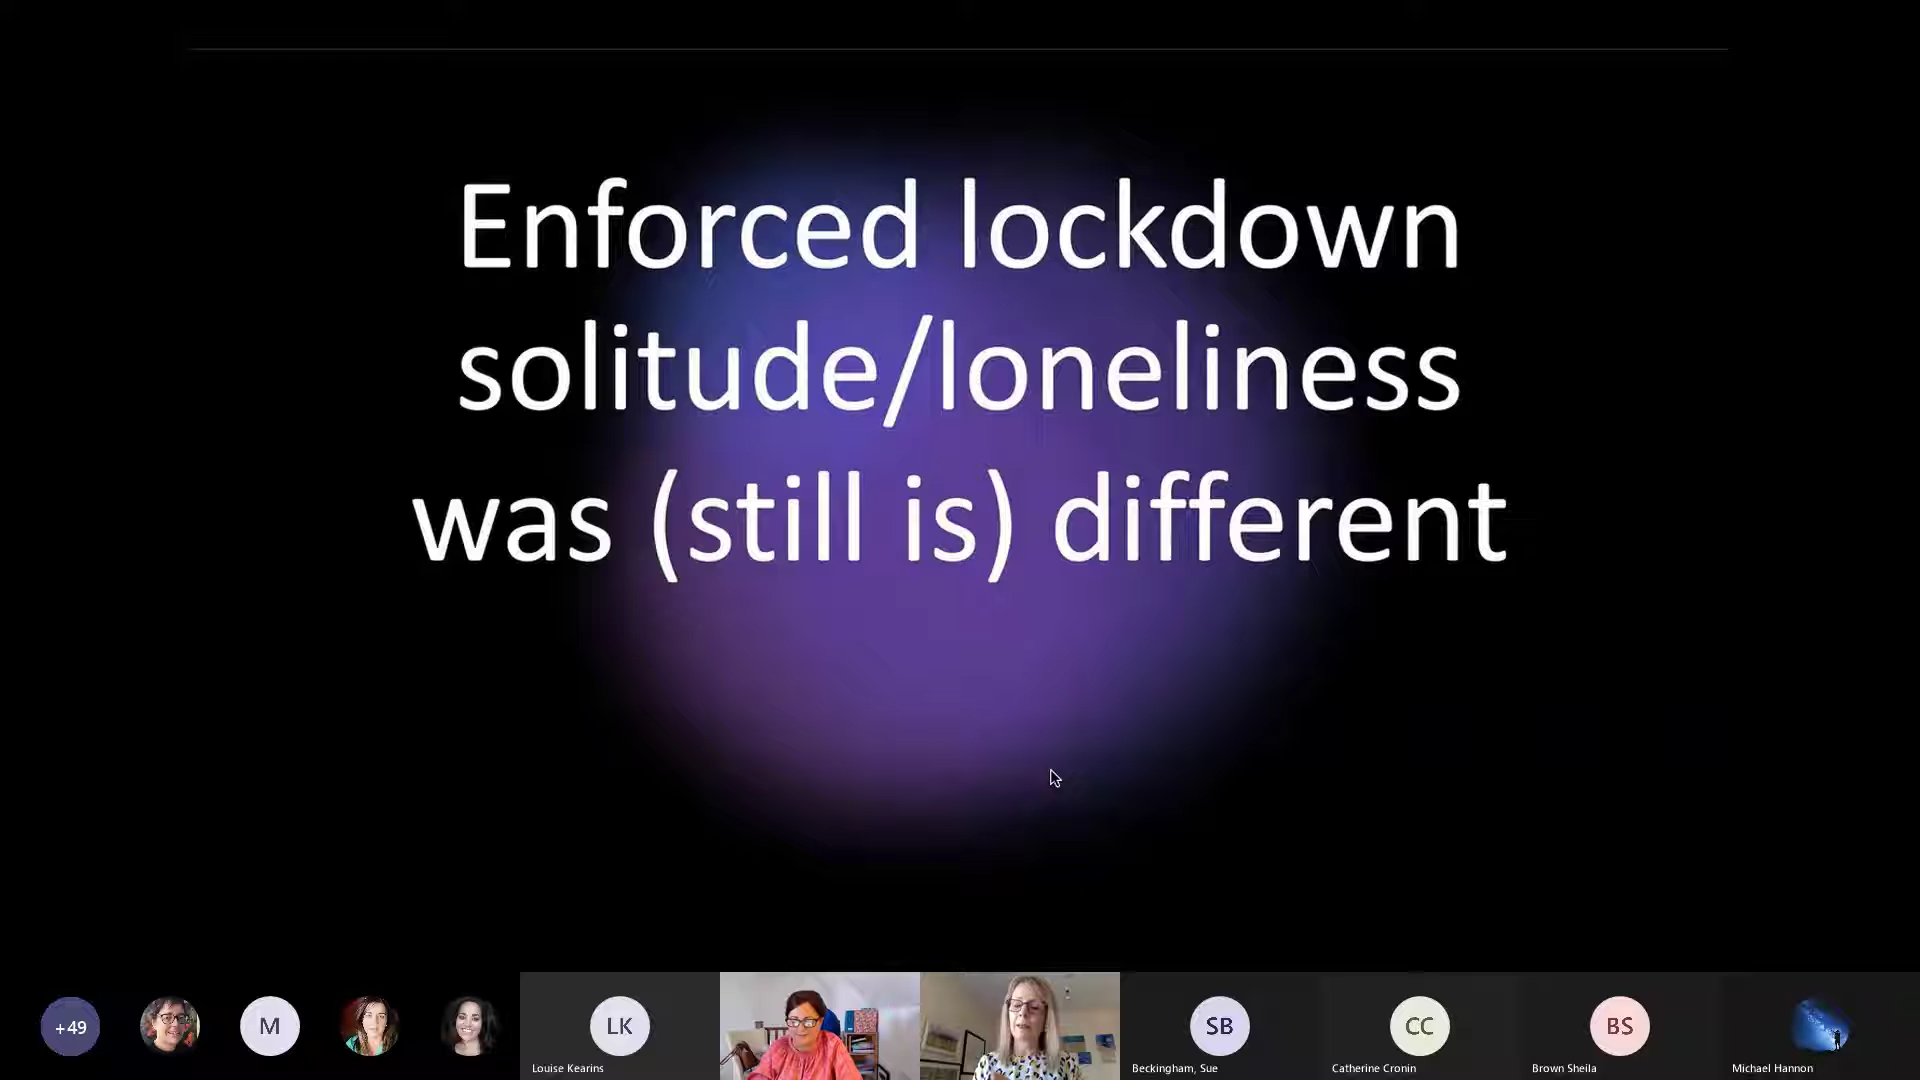 Enforced lockdown
solitude/loneliness
was (still is) different
+49
M
LK
SB
CC
BS
Louise Kearins
Beckingham, Sue
Catherine Cronin
Brown Sheila
Michael Hannon